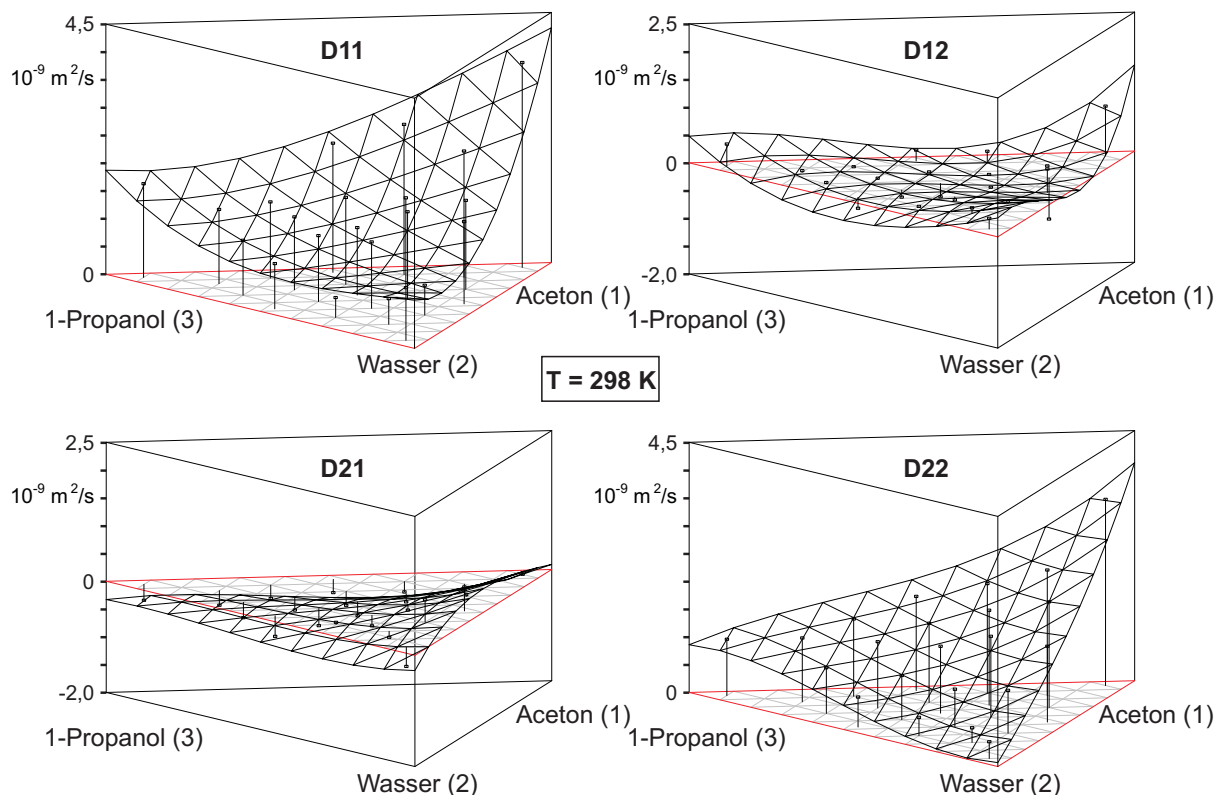 4,5
D11
10⁻⁹ m²/s
0
1-Propanol (3)
Aceton (1)
Wasser (2)
2,5
D12
10⁻⁹ m²/s
0
-2,0
1-Propanol (3)
Aceton (1)
Wasser (2)
T = 298 K
2,5
D21
10⁻⁹ m²/s
0
-2,0
1-Propanol (3)
Aceton (1)
Wasser (2)
4,5
D22
10⁻⁹ m²/s
0
1-Propanol (3)
Aceton (1)
Wasser (2)